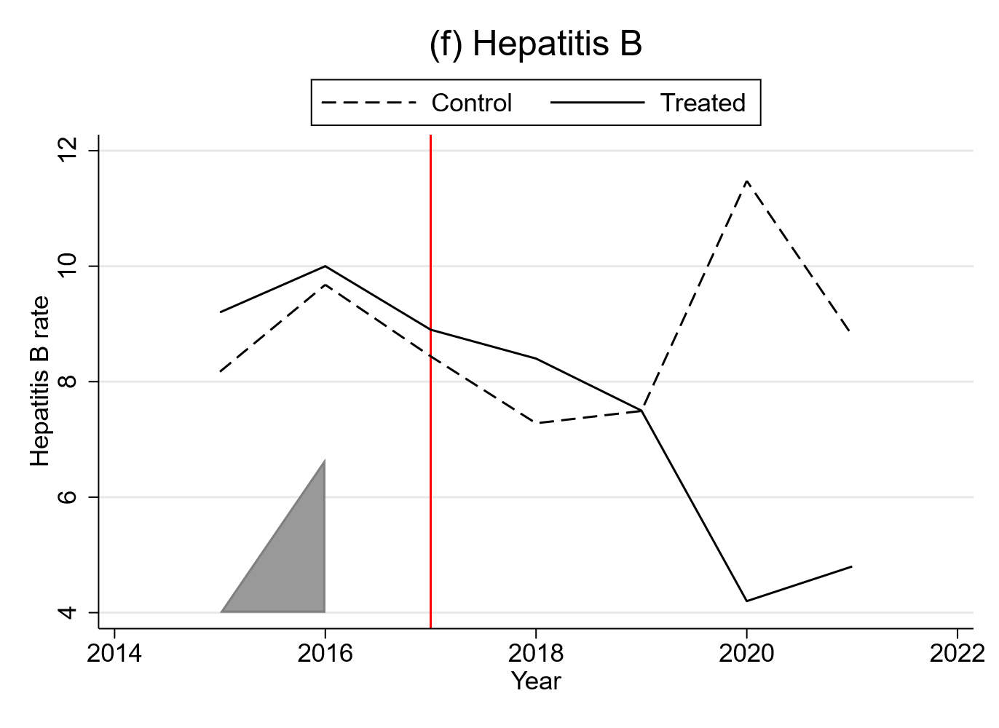 (f) Hepatitis B
Control Treated
Hepatitis B rate
12
10
8
6
4
2014 2016 2018 2020 2022
Year